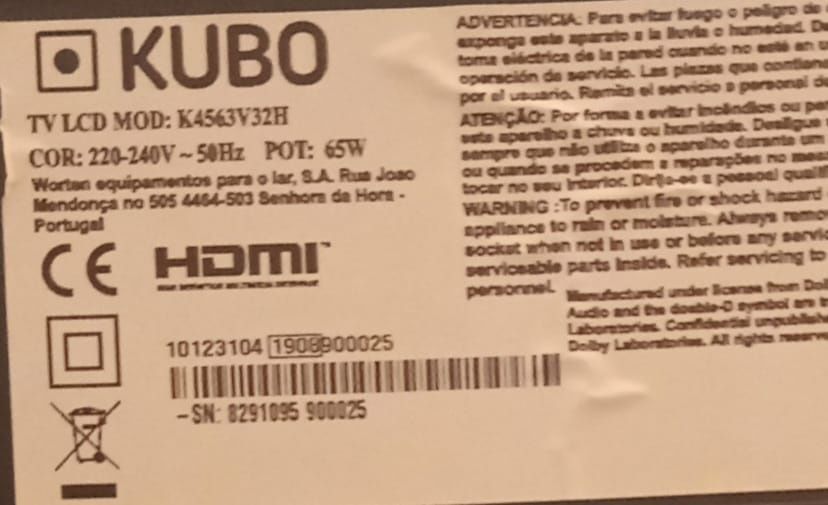 KUBO
TV LCD MOD: K4563V32H
COR: 220-240V ~ 50Hz POT: 65W
Worten equipamentos para o lar, S.A. Rua Joao
Mendonça no 505 4464-503 Senhora da Hora -
Portugal
CE HDMI
10123104 1908900025
-SN: 8291095 900025
ADVERTENCIA: Para evitar fuego o peligro de
exponga este aparato a la lluvia o humedad.
toma eléctrica de la pared cuando no esté en
operación de servicio. Las piezas que
por el usuario. Remita el servicio a personal
ATENÇÃO: Por forma a evitar incêndios ou
este aparelho a chuva ou humidade. Desligue
sempre que não utiliza o aparelho durante um
ou quando se procedem a reparações no
tocar no seu interior. Dirija-se a pessoal
WARNING :To prevent fire or shock hazard
appliance to rain or moisture. Always
socket when not in use or before any
serviceable parts inside. Refer servicing to
personnel.
Manufactured under license from
Audio and the double-D symbol are
Laboratories. Confidential unpublished
Dolby Laboratories. All rights